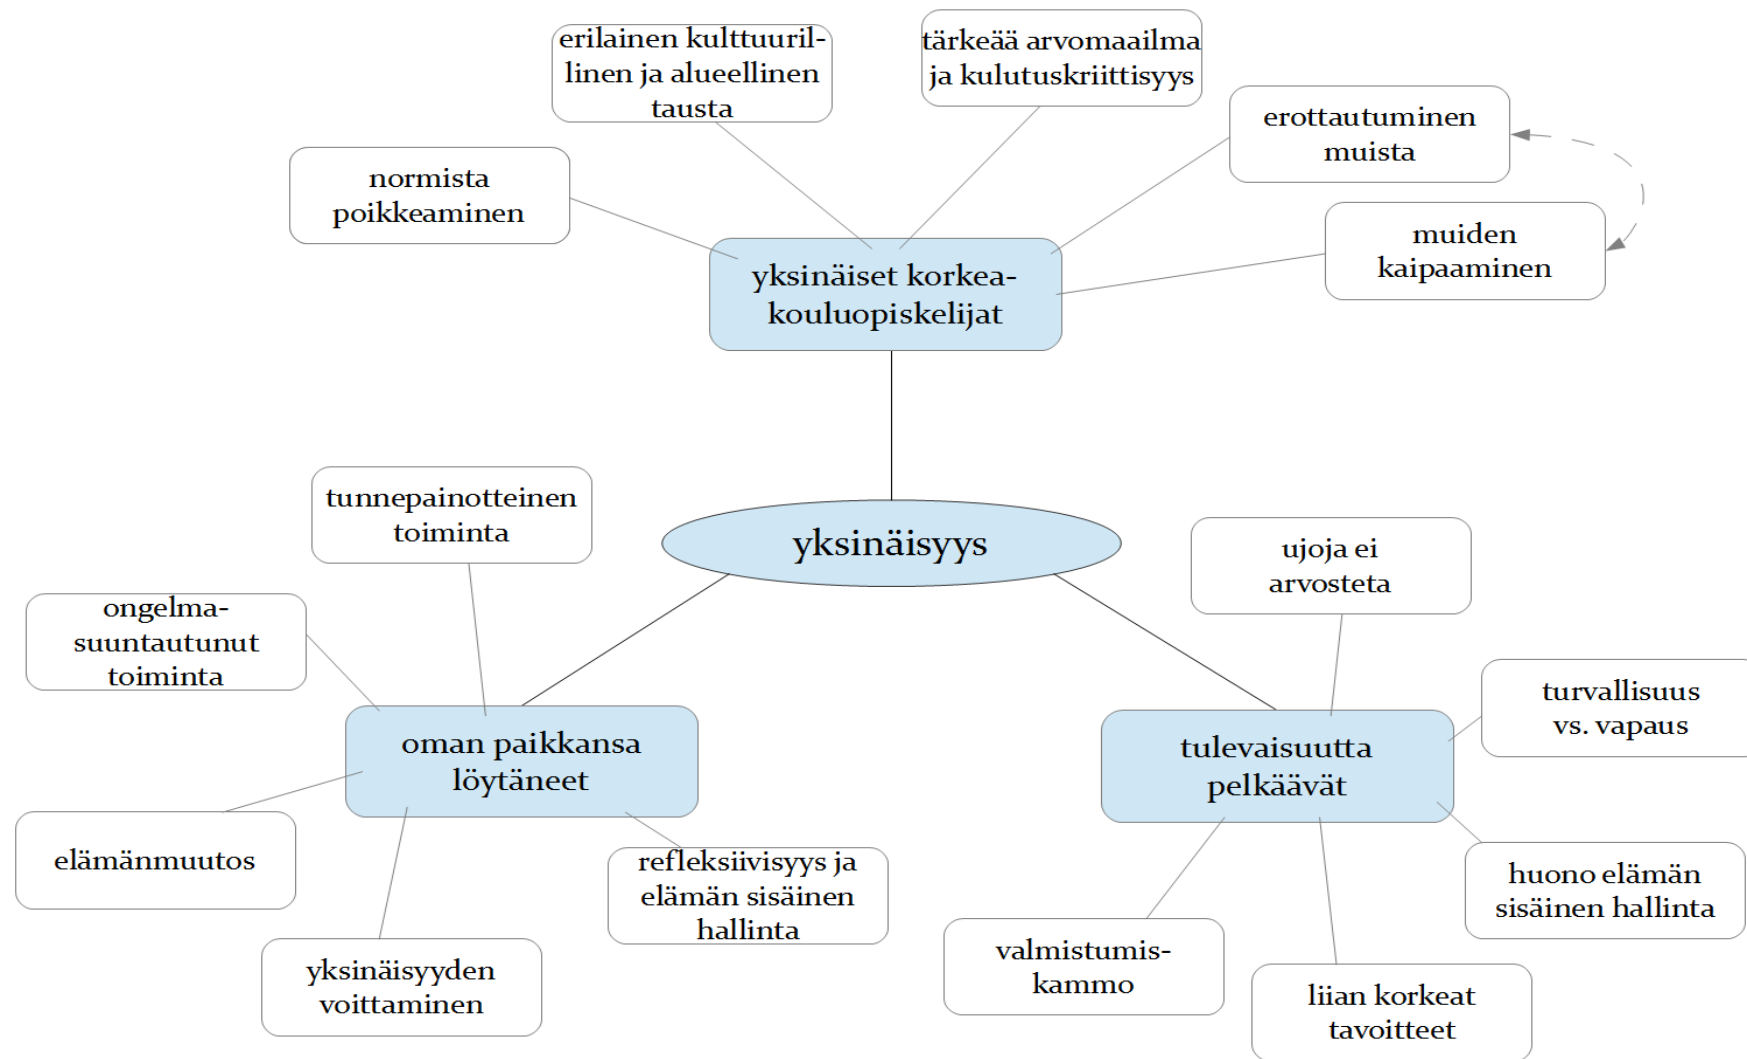 erilainen kulttuuril-
linen ja alueellinen
tausta
tärkeää arvomaailma
ja kulutuskriittisyys
erottautuminen
muista
normista
poikkeaminen
muiden
kaipaaminen
yksinäiset korkea-
kouluopiskelijat
tunnepainotteinen
toiminta
yksinäisyys
ujoja ei
arvosteta
ongelma-
suuntautunut
toiminta
turvallisuus
vs. vapaus
oman paikkansa
löytäneet
tulevaisuutta
pelkäävät
elämänmuutos
refleksiivisyys ja
elämän sisäinen
hallinta
huono elämän
sisäinen hallinta
yksinäisyyden
voittaminen
valmistumis-
kammo
liian korkeat
tavoitteet